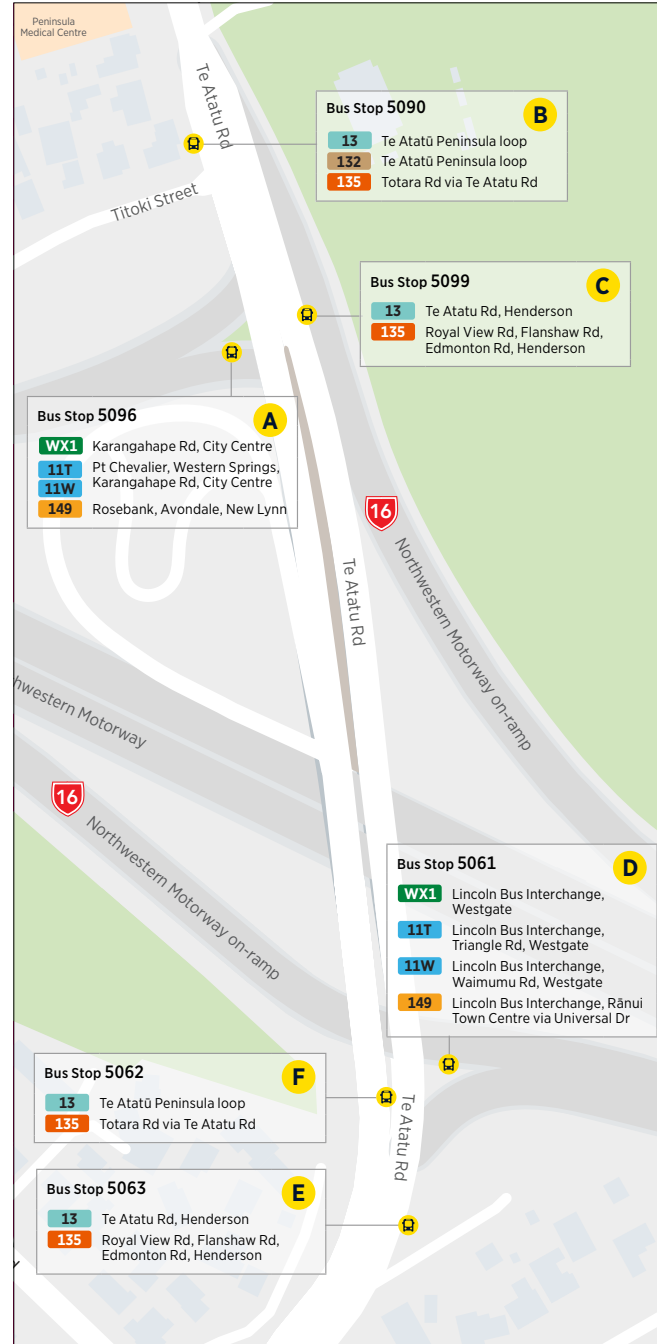 Peninsula
Medical Centre
Te Atatu Rd
Bus Stop 5090
B
13 Te Atatū Peninsula loop
132 Te Atatū Peninsula loop
135 Totara Rd via Te Atatu Rd
Titoki Street
Bus Stop 5099
C
13 Te Atatu Rd, Henderson
135 Royal View Rd, Flanshaw Rd,
Edmonton Rd, Henderson
Bus Stop 5096
A
WX1 Karangahape Rd, City Centre
11T Pt Chevalier, Western Springs,
11W Karangahape Rd, City Centre
149 Rosebank, Avondale, New Lynn
16
Te Atatu Rd
Northwestern Motorway on-ramp
hwestern Motorway
16
Northwestern Motorway on-ramp
Bus Stop 5061
D
WX1 Lincoln Bus Interchange,
Westgate
11T Lincoln Bus Interchange,
Triangle Rd, Westgate
11W Lincoln Bus Interchange,
Waimumu Rd, Westgate
149 Lincoln Bus Interchange, Rānui
Town Centre via Universal Dr
Bus Stop 5062
F
13 Te Atatū Peninsula loop
135 Totara Rd via Te Atatu Rd
Te Atatu Rd
Bus Stop 5063
E
13 Te Atatu Rd, Henderson
135 Royal View Rd, Flanshaw Rd,
Edmonton Rd, Henderson